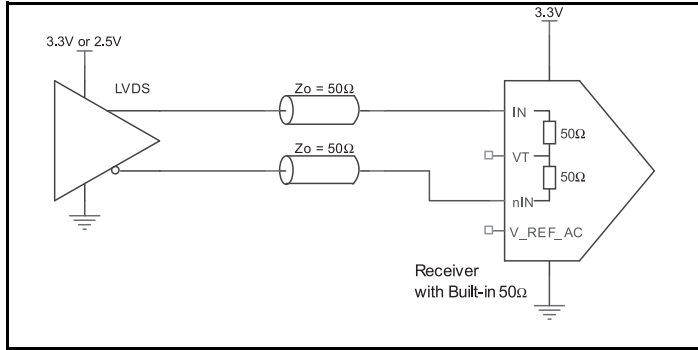 3.3V
3.3V or 2.5V
LVDS
Zo = 50Ω
IN
50Ω
Zo = 50Ω
VT
50Ω
nIN
V_REF_AC
Receiver
with Built-in 50Ω